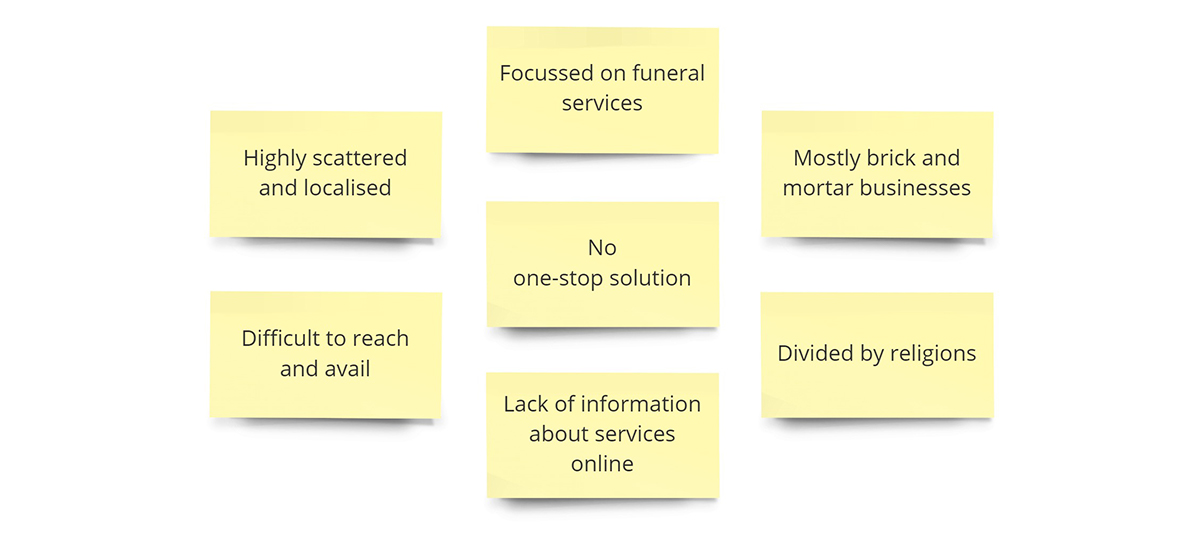 Focussed on funeral
services
Highly scattered
and localised
Mostly brick and
mortar businesses
No
one-stop solution
Difficult to reach
and avail
Divided by religions
Lack of information
about services
online